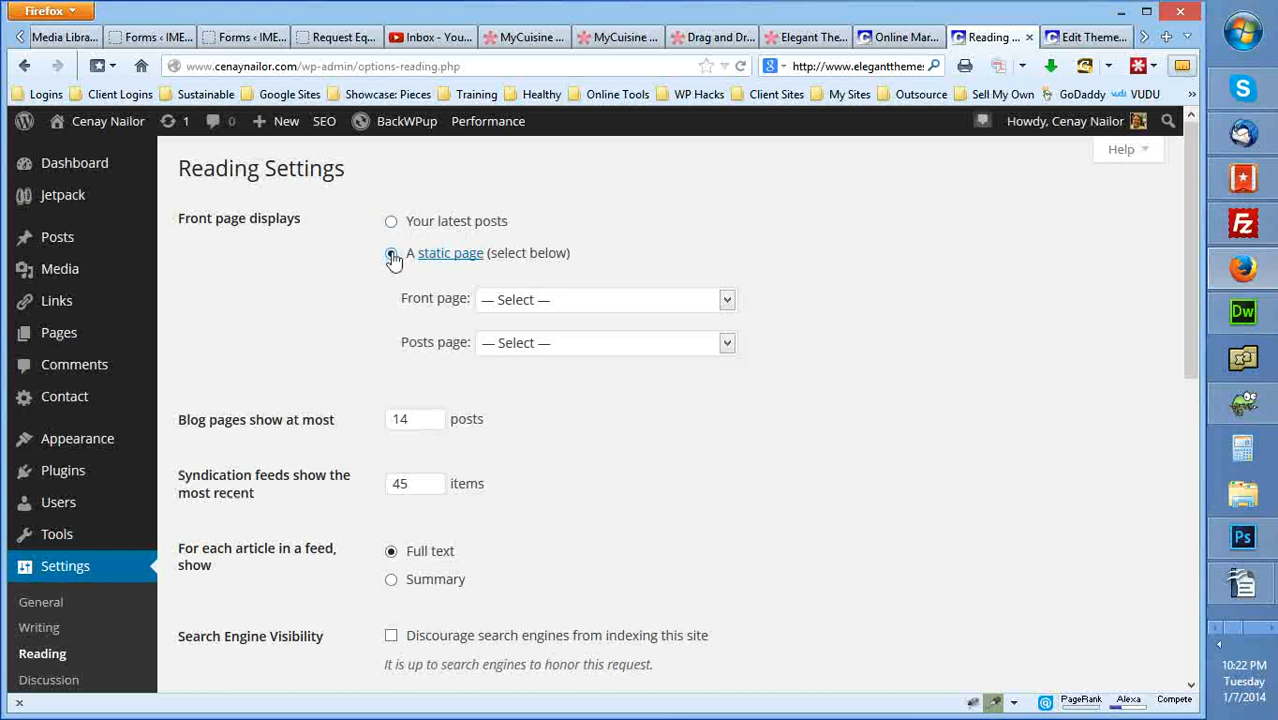 Firefox
Media Libra...
Forms ‹ IME...
Forms ‹ IME...
Request Eq...
Inbox - You...
MyCuisine ...
MyCuisine ...
Drag and Dr...
Elegant The...
Online Mar...
Reading ...
Edit Theme...
www.cenaynailor.com/wp-admin/options-reading.php
http://www.eleganttheme:
Logins
Client Logins
Sustainable
Google Sites
Showcase: Pieces
Training
Healthy
Online Tools
WP Hacks
Client Sites
My Sites
Outsource
Sell My Own
GoDaddy
VUDU
Cenay Nailor
1
0
New
SEO
BackWPup
Performance
Howdy, Cenay Nailor
Help
Dashboard
Jetpack
Posts
Media
Links
Pages
Comments
Contact
Appearance
Plugins
Users
Tools
Settings
General
Writing
Reading
Discussion
Reading Settings
Front page displays
Your latest posts
A static page (select below)
Front page: — Select —
Posts page: — Select —
Blog pages show at most 14 posts
Syndication feeds show the
most recent
45 items
For each article in a feed,
show
Full text
Summary
Search Engine Visibility
Discourage search engines from indexing this site
It is up to search engines to honor this request.
PageRank
Alexa
Compete
Dw
Ps
10:22 PM
Tuesday
1/7/2014